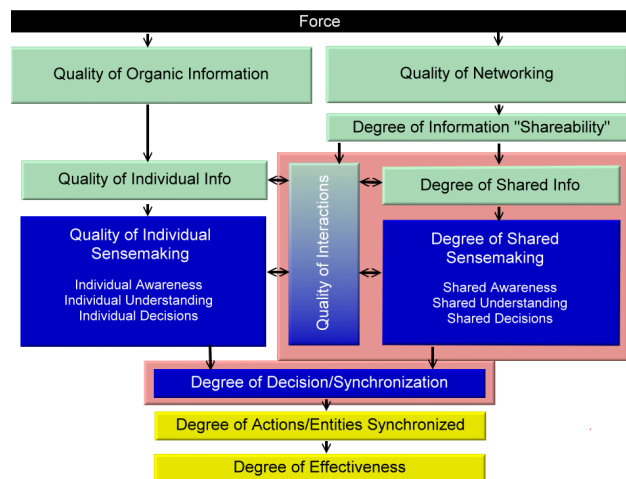 Force
Quality of Organic Information
Quality of Networking
Degree of Information "Shareability"
Quality of Individual Info
Quality of Interactions
Degree of Shared Info
Quality of Individual
Sensemaking
Individual Awareness
Individual Understanding
Individual Decisions
Degree of Shared
Sensemaking
Shared Awareness
Shared Understanding
Shared Decisions
Degree of Decision/Synchronization
Degree of Actions/Entities Synchronized
Degree of Effectiveness